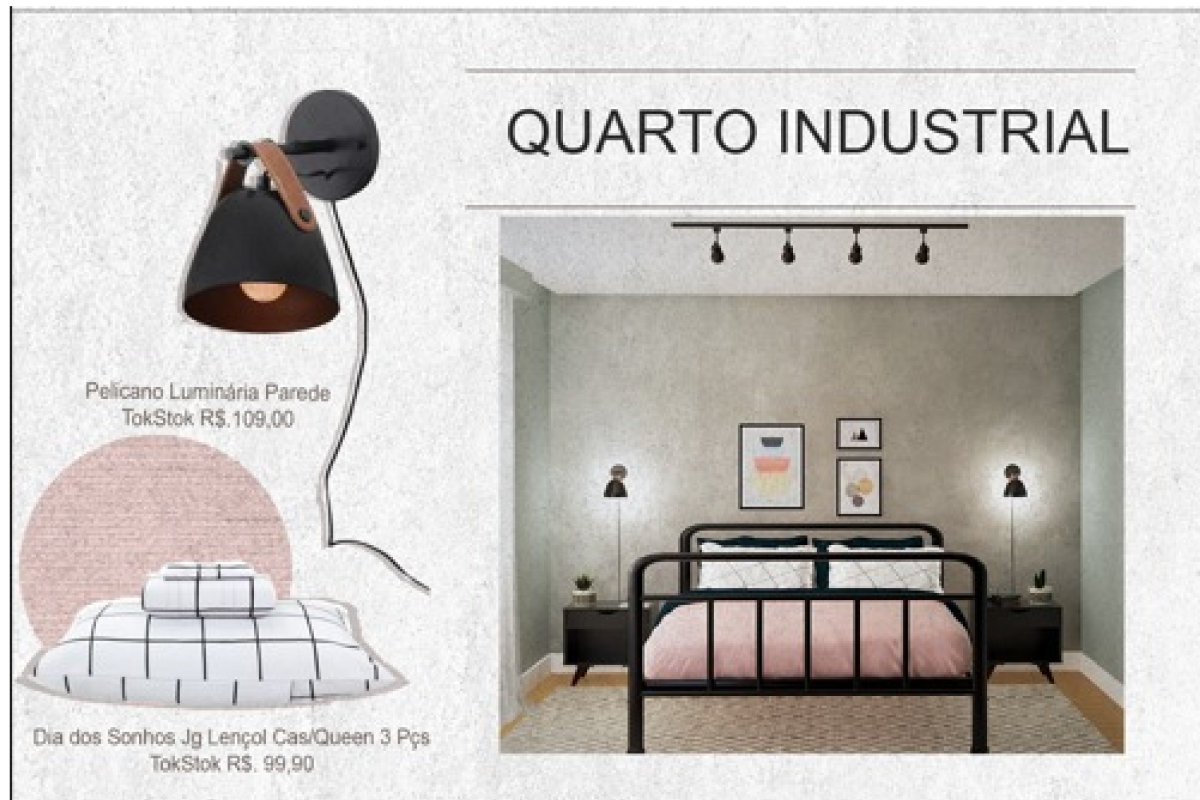 QUARTO INDUSTRIAL
Pelicano Luminária Parede
TokStok R$.109,00
Dia dos Sonhos Jg Lençol Cas/Queen 3 Pçs
TokStok R$. 99,90